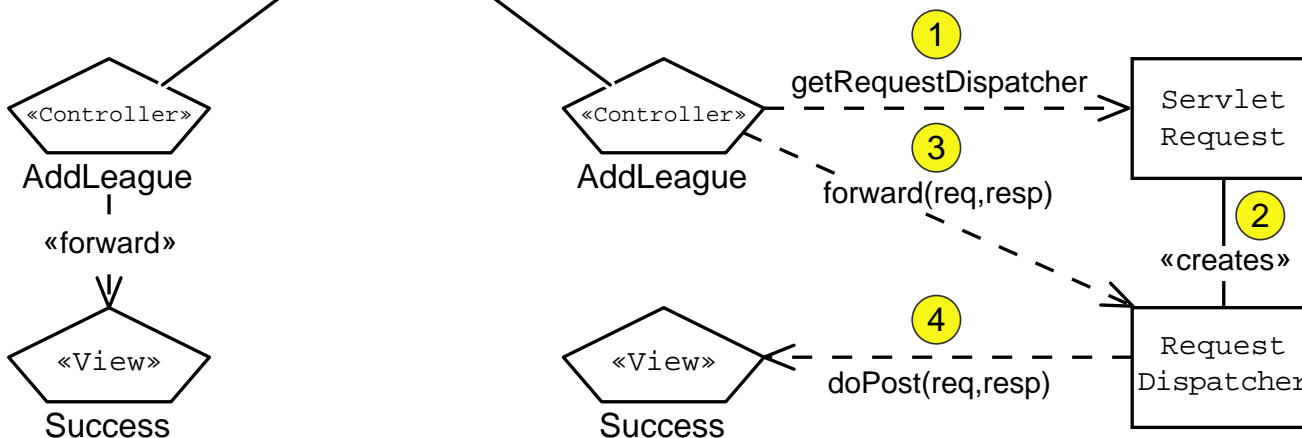 «Controller»
AddLeague
«forward»
«View»
Success
«Controller»
AddLeague
1
getRequestDispatcher
Servlet
Request
3
forward(req,resp)
2
«creates»
4
doPost(req,resp)
«View»
Success
Request
Dispatcher